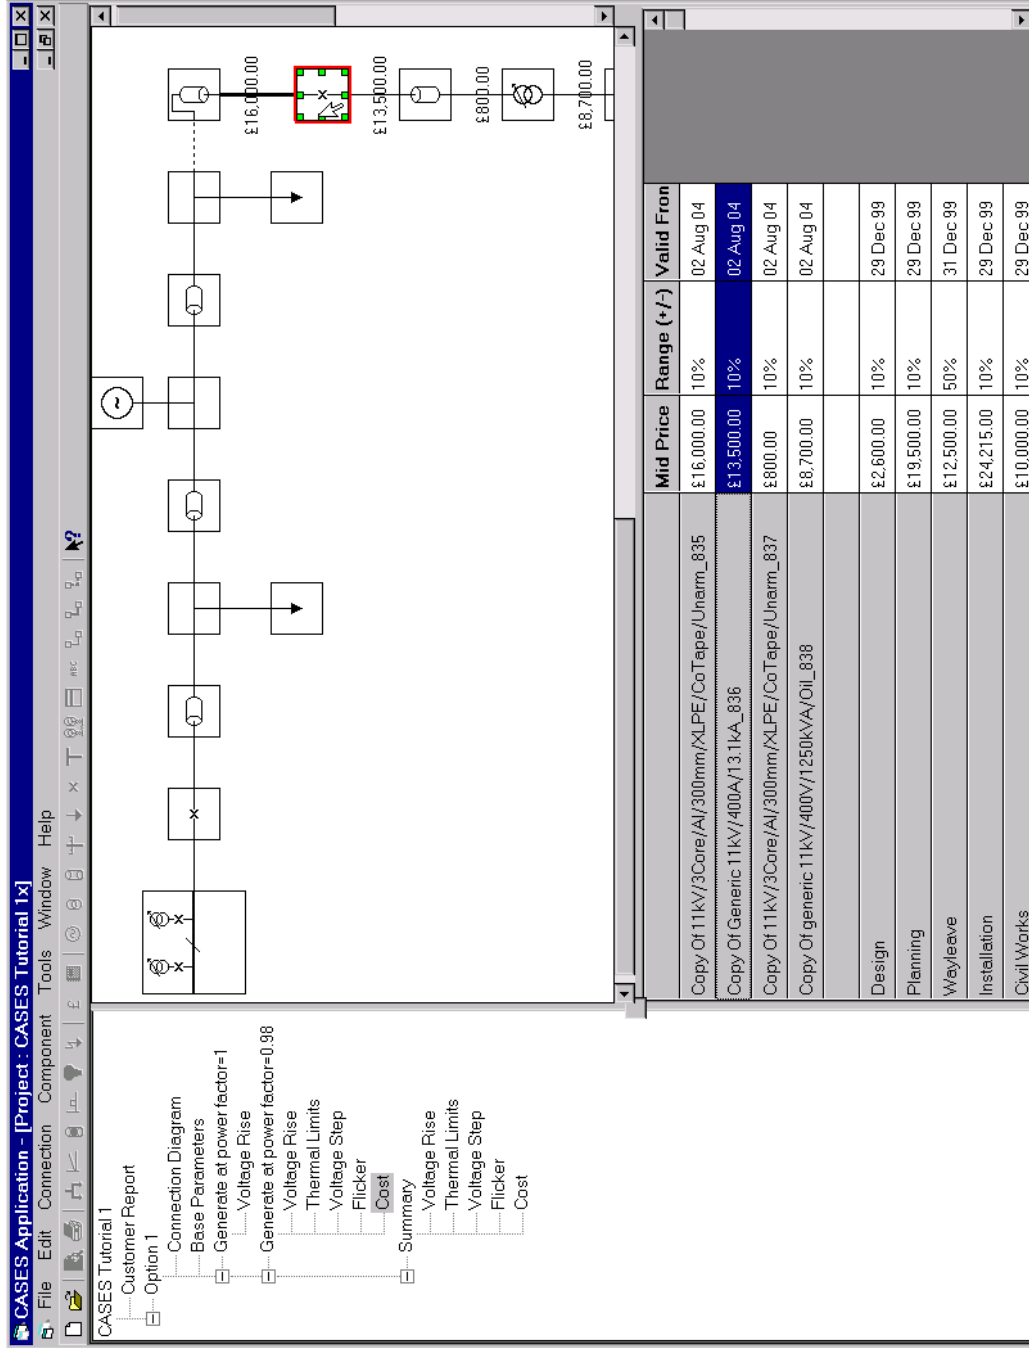 CASES Application - [Project : CASES Tutorial 1x]
File Edit Connection Component Tools Window Help
£ ABC ?
CASES Tutorial 1
Customer Report
Option 1
Connection Diagram
Base Parameters
Generate at power factor=1
Voltage Rise
Generate at power factor=0.98
Voltage Rise
Thermal Limits
Voltage Step
Flicker
Cost
Summary
Voltage Rise
Thermal Limits
Voltage Step
Flicker
Cost
£16,000.00
£13,500.00
£800.00
£8,700.00
Mid Price Range (+/-) Valid Fron
Copy Of 11kV/3Core/Al/300mm/XLPE/CoTape/Unarm_835 £16,000.00 10% 02 Aug 04
Copy Of Generic 11kV/400A/13.1kA_836 £13,500.00 10% 02 Aug 04
Copy Of 11kV/3Core/Al/300mm/XLPE/CoTape/Unarm_837 £800.00 10% 02 Aug 04
Copy Of generic 11kV/400V/1250kVA/Oil_838 £8,700.00 10% 02 Aug 04
Design £2,600.00 10% 29 Dec 99
Planning £19,500.00 10% 29 Dec 99
Wayleave £12,500.00 50% 31 Dec 99
Installation £24,215.00 10% 29 Dec 99
Civil Works £10,000.00 10% 29 Dec 99